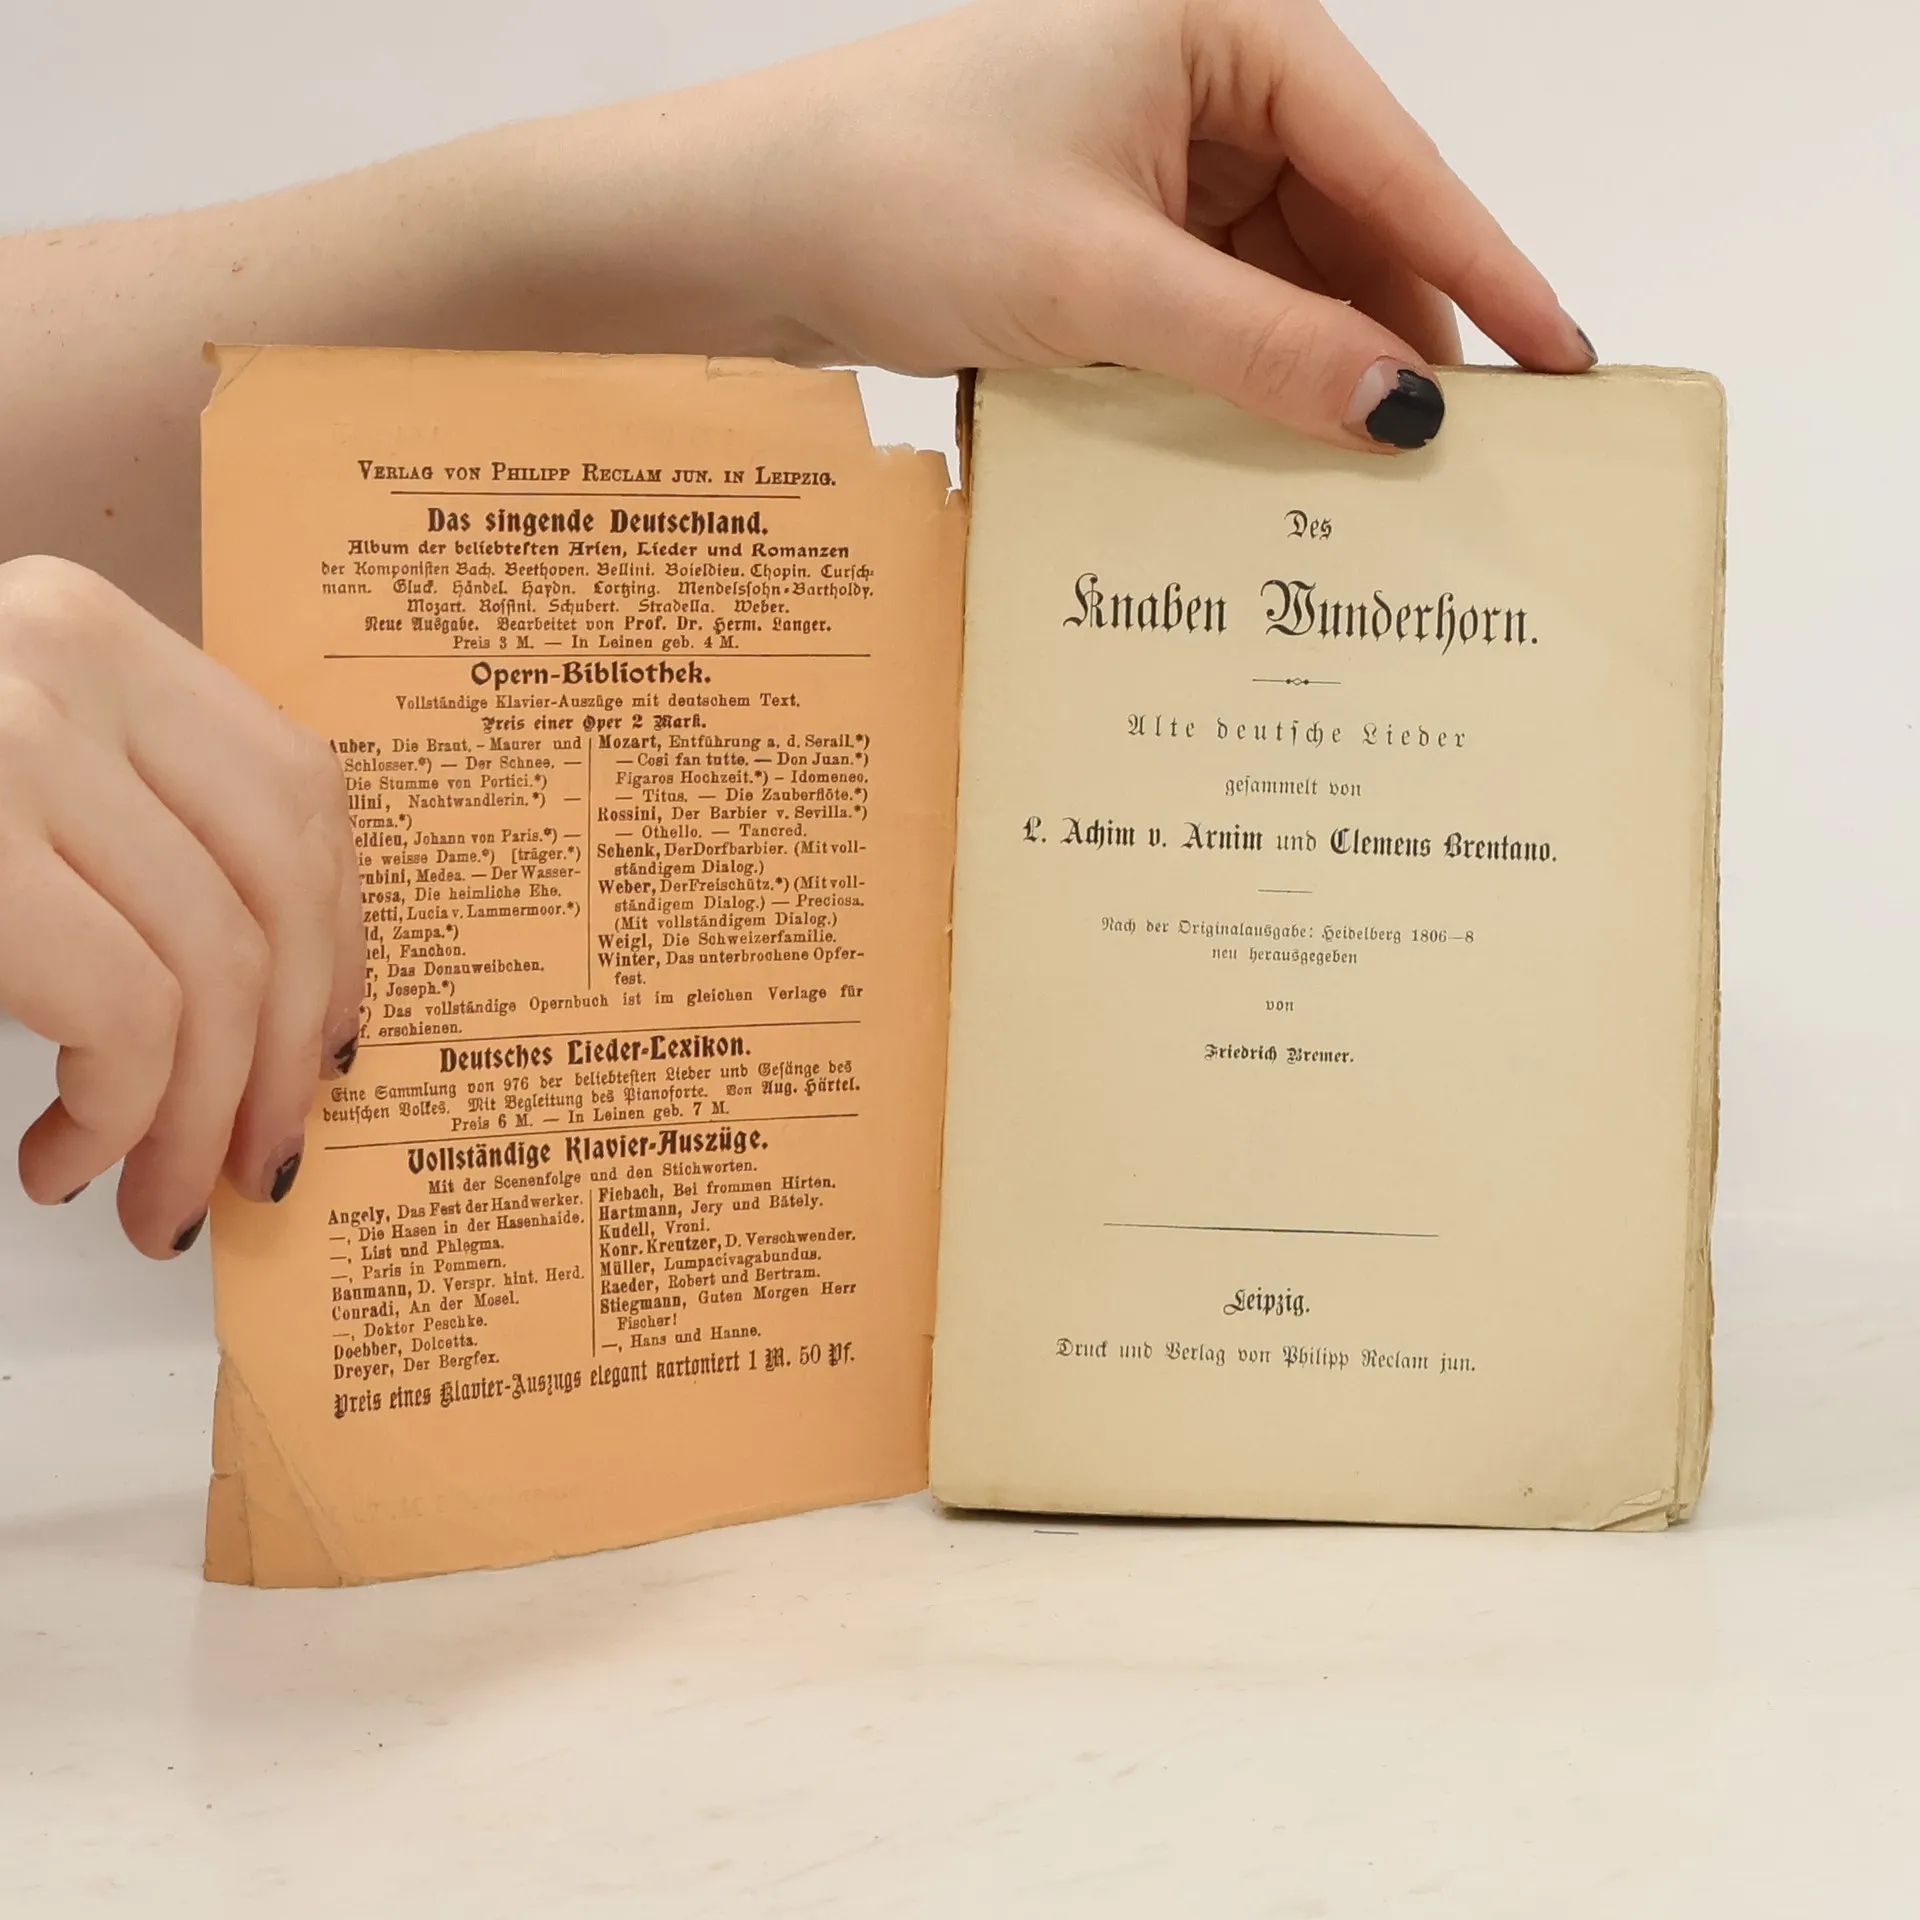 VERLAG VON PHILIPP RECLAM JUN. IN LEIPZIG.
Das singende Deutschland.
Album der beliebtesten Arien, Lieder und Romanzen
der Komponisten Bach. Beethoven. Bellini. Boieldieu. Chopin. Cursch-
mann. Gluck. Händel. Haydn. Lortzing. Mendelssohn-Bartholdy.
Mozart. Rossini. Schubert. Stradella. Weber.
Neue Ausgabe. Bearbeitet von Prof. Dr. Herm. Langer.
Preis 3 M. — In Leinen geb. 4 M.
Opern-Bibliothek.
Vollständige Klavier-Auszüge mit deutschem Text.
Preis einer Oper 2 Mark.
Auber, Die Braut. - Maurer und
Schlosser.*) — Der Schnee. —
Die Stumme von Portici.*)
llini, Nachtwandlerin.*) —
Norma.*)
eldieu, Johann von Paris.*) —
ie weisse Dame.*) [träger.*)
rubini, Medea. — Der Wasser-
arosa, Die heimliche Ehe.
zetti, Lucia v. Lammermoor.*)
ld, Zampa.*)
mel, Fanchon.
r, Das Donauweibchen.
l, Joseph.*)
Mozart, Entführung a. d. Serail.*)
— Cosi fan tutte. — Don Juan.*)
Figaros Hochzeit.*) - Idomeneo.
— Titus. — Die Zauberflöte.*)
Rossini, Der Barbier v. Sevilla.*)
— Othello. — Tancred.
Schenk, Der Dorfbarbier. (Mit voll-
ständigem Dialog.)
Weber, Der Freischütz.*) (Mit voll-
ständigem Dialog.) — Preciosa.
(Mit vollständigem Dialog.)
Weigl, Die Schweizerfamilie.
Winter, Das unterbrochene Opfer-
fest.
*) Das vollständige Opernbuch ist im gleichen Verlage für
f. erschienen.
Deutsches Lieder-Lexikon.
Eine Sammlung von 976 der beliebtesten Lieder und Gesänge des
deutschen Volkes. Mit Begleitung des Pianoforte. Von Aug. Härtel.
Preis 6 M. — In Leinen geb. 7 M.
Vollständige Klavier-Auszüge.
Mit der Scenenfolge und den Stichworten.
Angely, Das Fest der Handwerker.
—, Die Hasen in der Hasenhaide.
—, List und Phlegma.
—, Paris in Pommern.
Baumann, D. Verspr. hint. Herd.
Conradi, An der Mosel.
—, Doktor Peschke.
Doebber, Dolcetta.
Dreyer, Der Bergfex.
Fiebach, Bei frommen Hirten.
Hartmann, Jery und Bätely.
Kudell, Vroni.
Konr. Kreutzer, D. Verschwender.
Müller, Lumpacivagabundus.
Raeder, Robert und Bertram.
Stiegmann, Guten Morgen Herr
Fischer!
—, Hans und Hanne.
Preis eines Klavier-Auszugs elegant kartoniert 1 M. 50 Pf.
Des
Knaben Wunderhorn.
Alte deutsche Lieder
gesammelt von
L. Achim v. Arnim und Clemens Brentano.
Nach der Originalausgabe: Heidelberg 1806—8
neu herausgegeben
von
Friedrich Bremer.
Leipzig.
Druck und Verlag von Philipp Reclam jun.